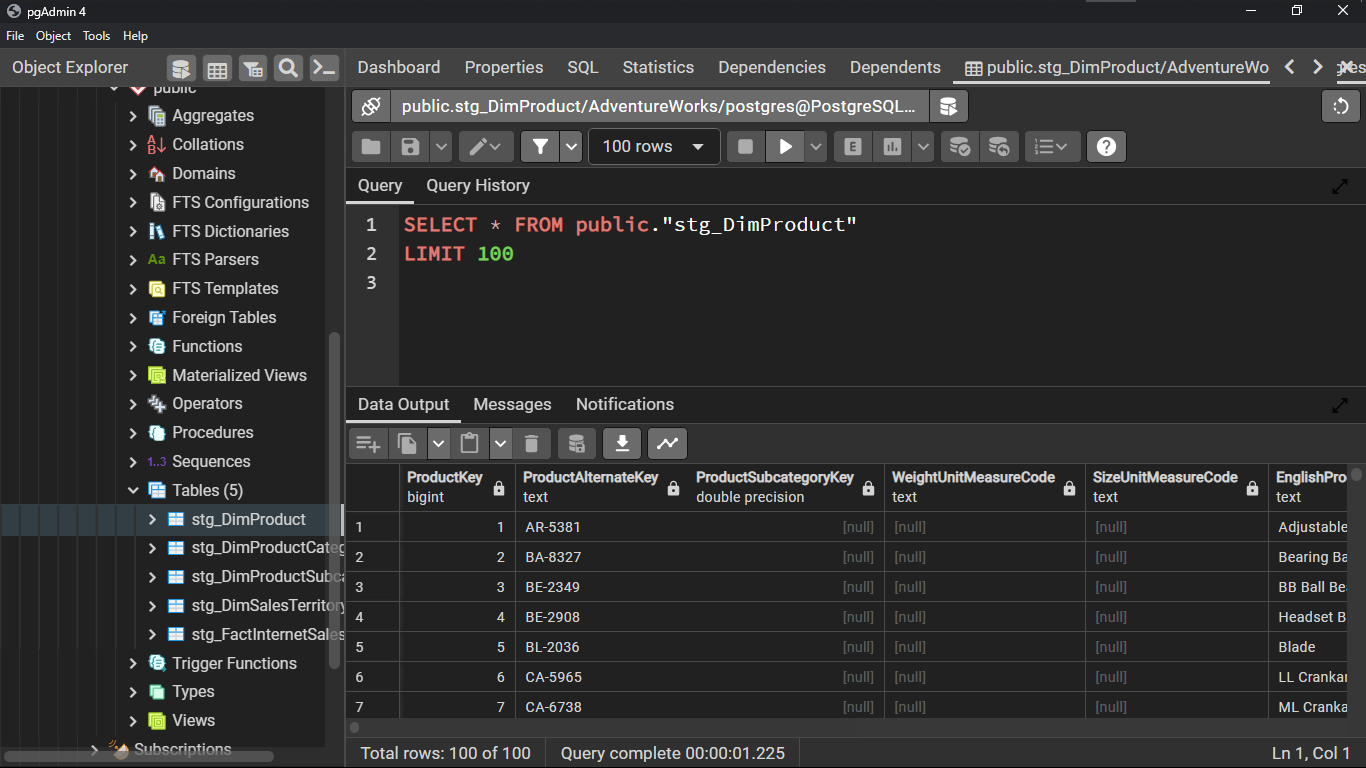 pgAdmin 4
File Object Tools Help
Object Explorer
Dashboard Properties SQL Statistics Dependencies Dependents public.stg_DimProduct/AdventureWo
public
Aggregates
Collations
Domains
FTS Configurations
FTS Dictionaries
Aa FTS Parsers
FTS Templates
Foreign Tables
Functions
Materialized Views
Operators
Procedures
1..3 Sequences
Tables (5)
stg_DimProduct
stg_DimProductCateg
stg_DimProductSubca
stg_DimSalesTerritory
stg_FactInternetSales
Trigger Functions
Types
Views
Subscriptions
public.stg_DimProduct/AdventureWorks/postgres@PostgreSQL...
100 rows
E
Query Query History
1 SELECT * FROM public."stg_DimProduct"
2 LIMIT 100
3
Data Output Messages Notifications
ProductKey ProductAlternateKey ProductSubcategoryKey WeightUnitMeasureCode SizeUnitMeasureCode EnglishPro
bigint text double precision text text text
1 1 AR-5381 [null] [null] [null] Adjustable
2 2 BA-8327 [null] [null] [null] Bearing Ba
3 3 BE-2349 [null] [null] [null] BB Ball Be
4 4 BE-2908 [null] [null] [null] Headset B
5 5 BL-2036 [null] [null] [null] Blade
6 6 CA-5965 [null] [null] [null] LL Crankar
7 7 CA-6738 [null] [null] [null] ML Cranka
Total rows: 100 of 100 Query complete 00:00:01.225 Ln 1, Col 1